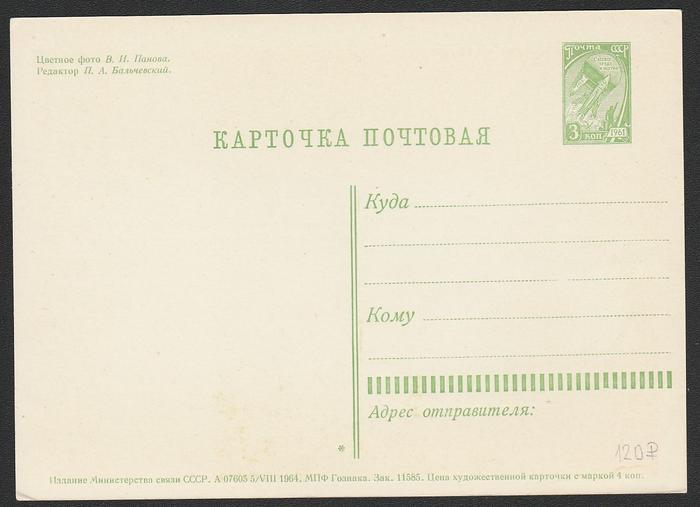 Цветное фото В. И. Панова.
Редактор П. А. Бальчевский.
Почта СССР
3 коп
1961
КАРТОЧКА ПОЧТОВАЯ
Куда
Кому
Адрес отправителя:
*
120₽
Издание Министерства связи СССР. А 07605 5/VIII 1964. МПФ Гознака. Зак. 11585. Цена художественной карточки с маркой 4 коп.